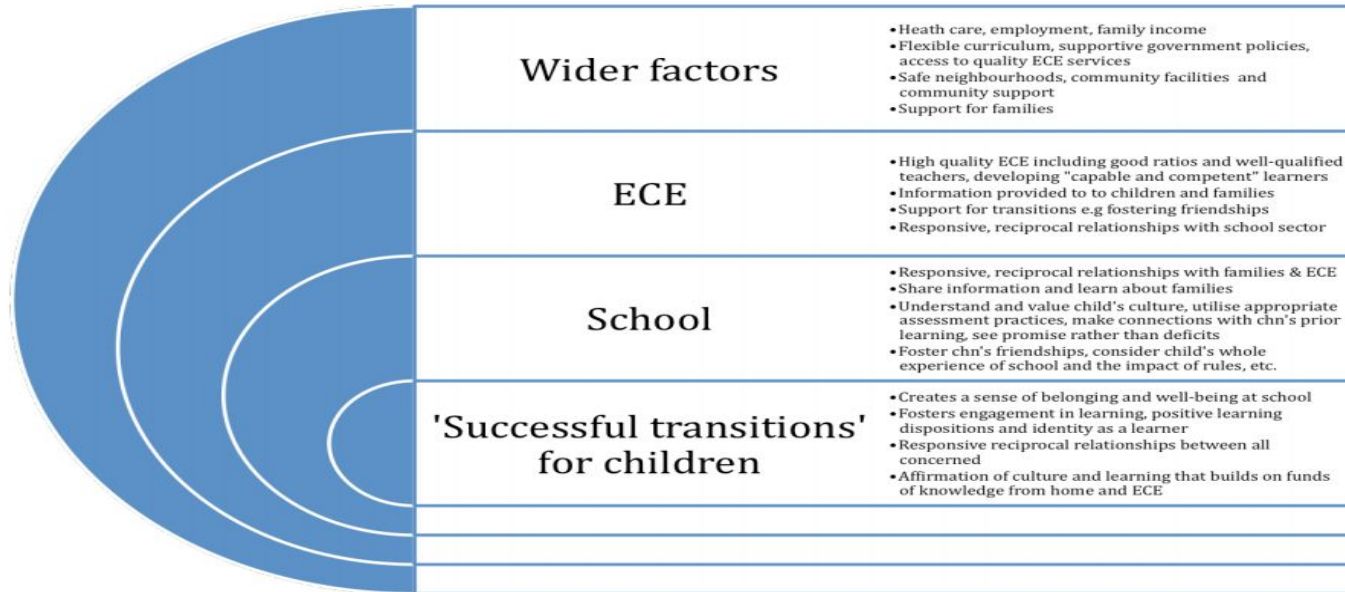 Wider factors
•Heath care, employment, family income
•Flexible curriculum, supportive government policies,
access to quality ECE services
•Safe neighbourhoods, community facilities and
community support
•Support for families
ECE
•High quality ECE including good ratios and well-qualified
teachers, developing "capable and competent" learners
•Information provided to to children and families
•Support for transitions e.g fostering friendships
•Responsive, reciprocal relationships with school sector
School
•Responsive, reciprocal relationships with families & ECE
•Share information and learn about families
•Understand and value child's culture, utilise appropriate
assessment practices, make connections with chn's prior
learning, see promise rather than deficits
•Foster chn's friendships, consider child's whole
experience of school and the impact of rules, etc.
'Successful transitions'
for children
•Creates a sense of belonging and well-being at school
•Fosters engagement in learning, positive learning
dispositions and identity as a learner
•Responsive reciprocal relationships between all
concerned
•Affirmation of culture and learning that builds on funds
of knowledge from home and ECE